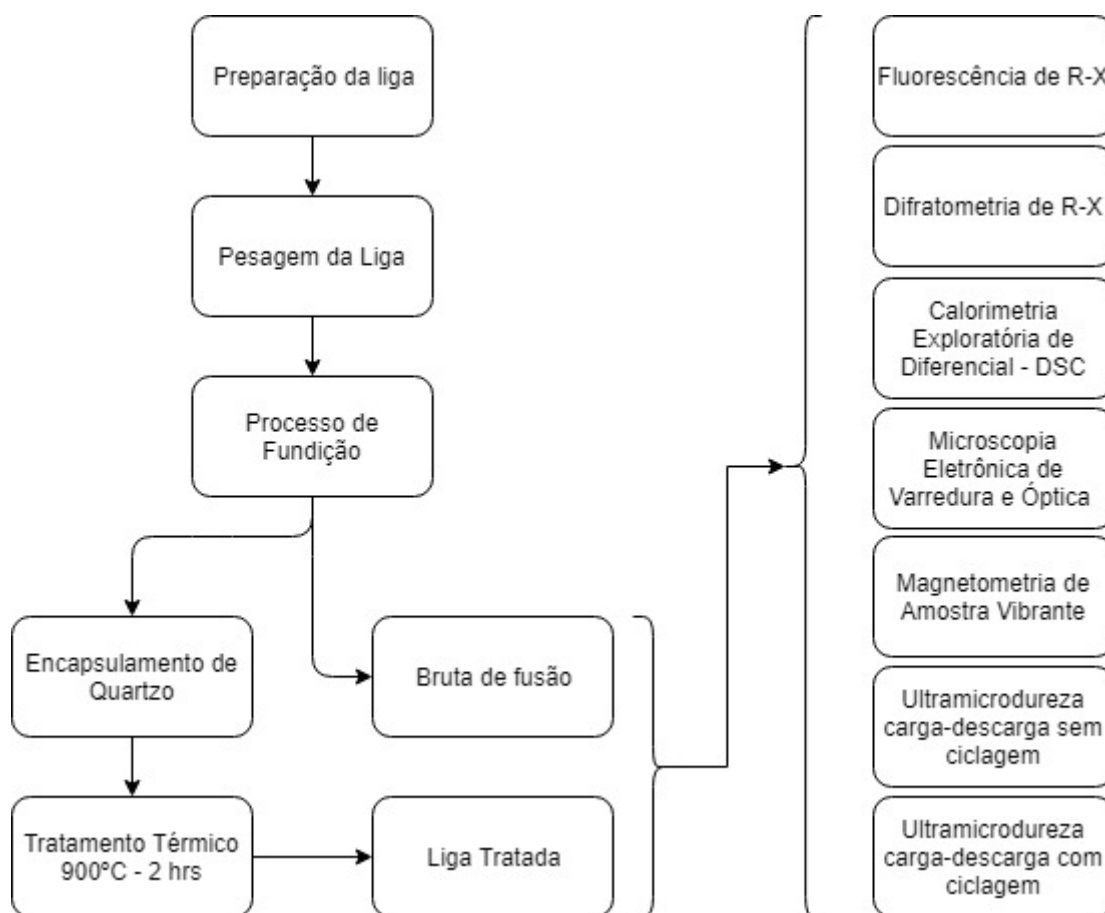 Preparação da liga
Pesagem da Liga
Processo de
Fundição
Encapsulamento de
Quartzo
Bruta de fusão
Tratamento Térmico
900ºC - 2 hrs
Liga Tratada
Fluorescência de R-X
Difratometria de R-X
Calorimetria
Exploratória de
Diferencial - DSC
Microscopia
Eletrônica de
Varredura e Óptica
Magnetometria de
Amostra Vibrante
Ultramicrodureza
carga-descarga sem
ciclagem
Ultramicrodureza
carga-descarga com
ciclagem